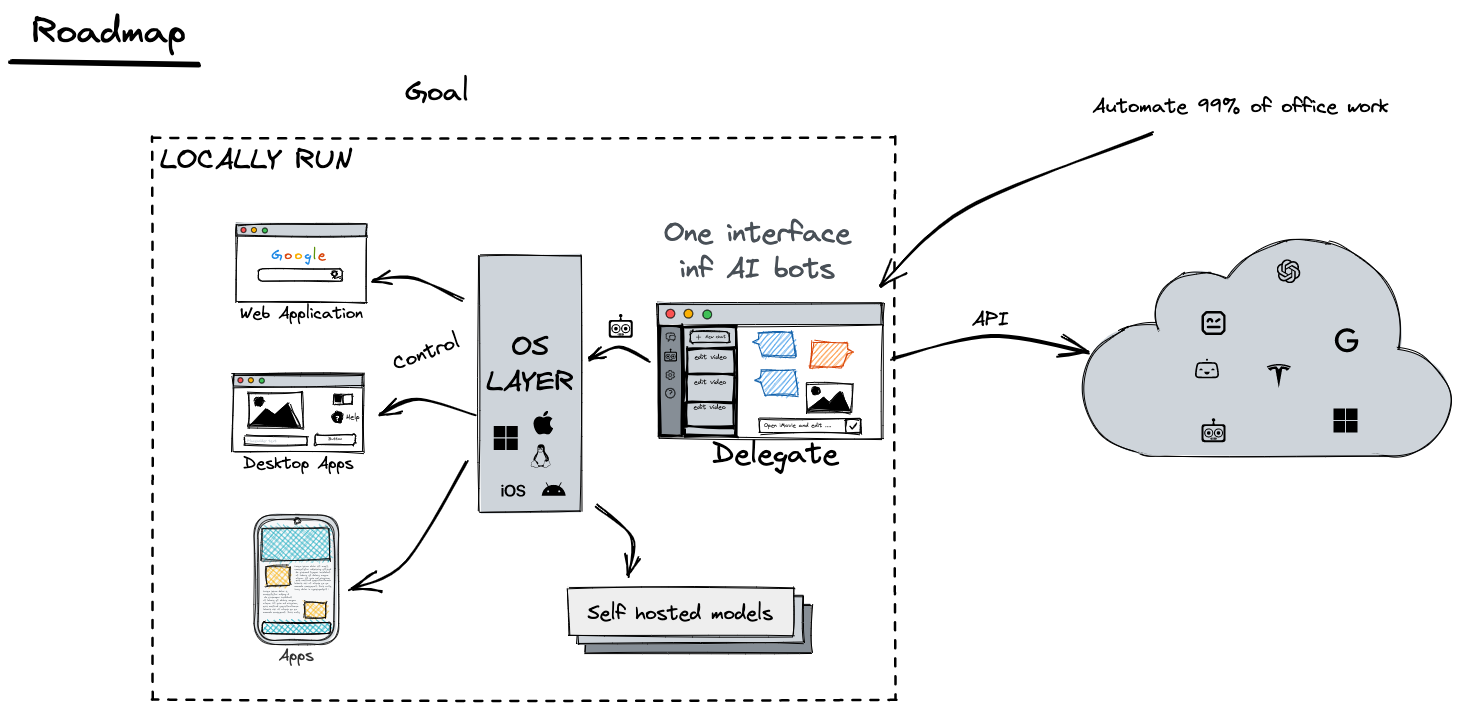 Roadmap
Goal
Automate 99% of office work
LOCALLY RUN
One interface
inf AI bots
Google
Web Application
control
OS
LAYER
API
+ New chat
edit video
edit video
edit video
Open iMovie and edit ...
Delegate
Help
Button
Desktop Apps
iOS
Self hosted models
Apps